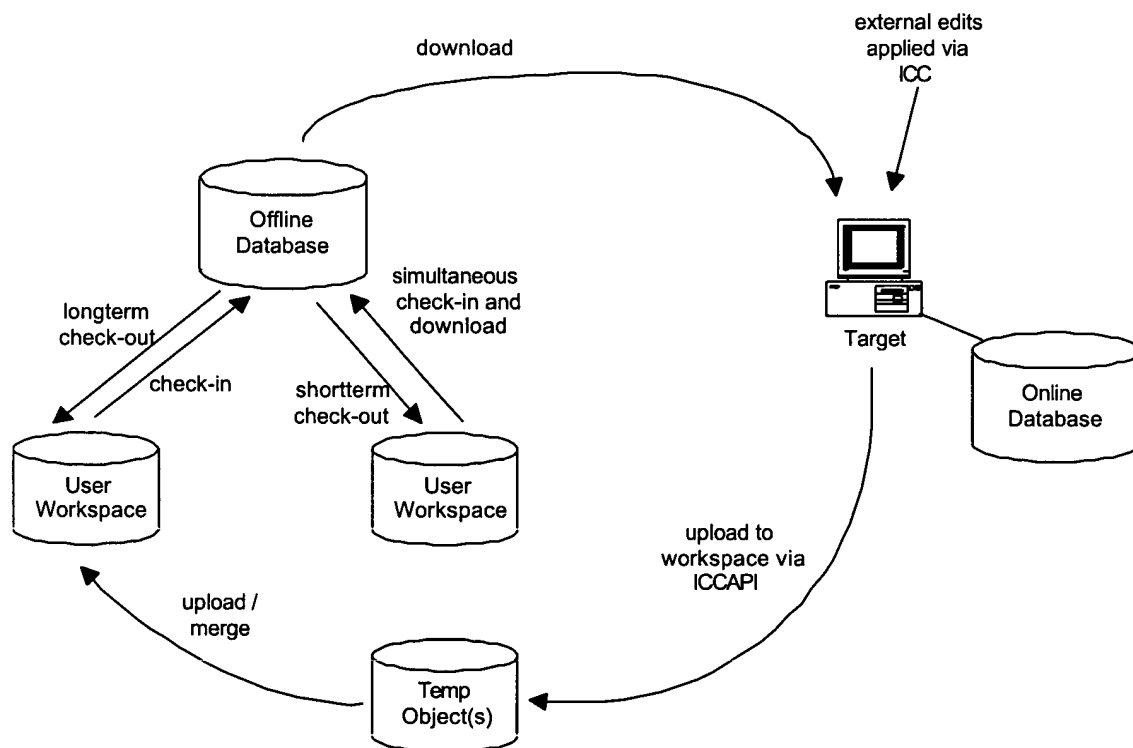 download
external edits
applied via
ICC
Offline
Database
simultaneous
check-in and
download
longterm
check-out
check-in
shortterm
check-out
Target
Online
Database
User
Workspace
User
Workspace
upload to
workspace via
ICCAPI
upload /
merge
Temp
Object(s)